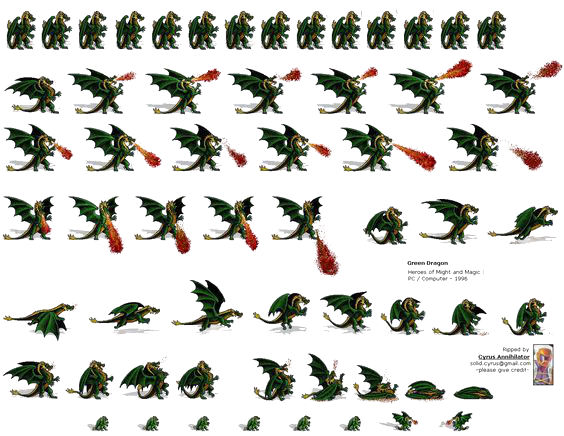 Green Dragon
Heroes of Might and Magic
PC / Computer - 1996
Ripped by
Cyrus Annihilator
solid.cyrus@gmail.com
-please give credit-